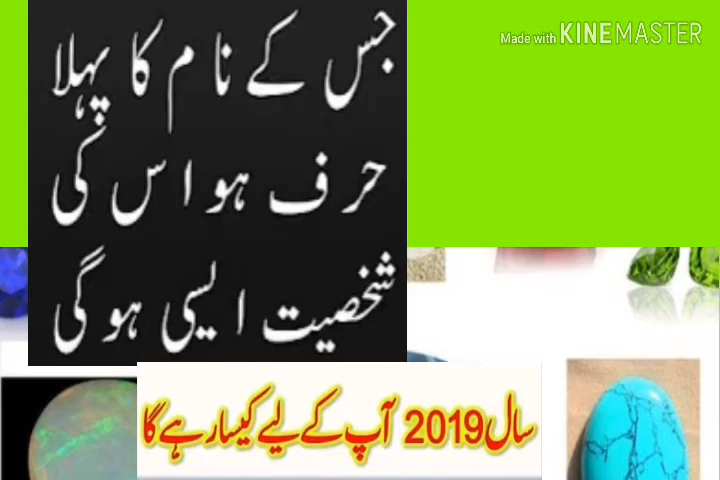 Made with KINEMASTER
جس کے نام کا پہلا
حرف ہو اس کی
شخصیت ایسی ہوگی
سال 2019 آپ کے لیے کیسا رہے گا